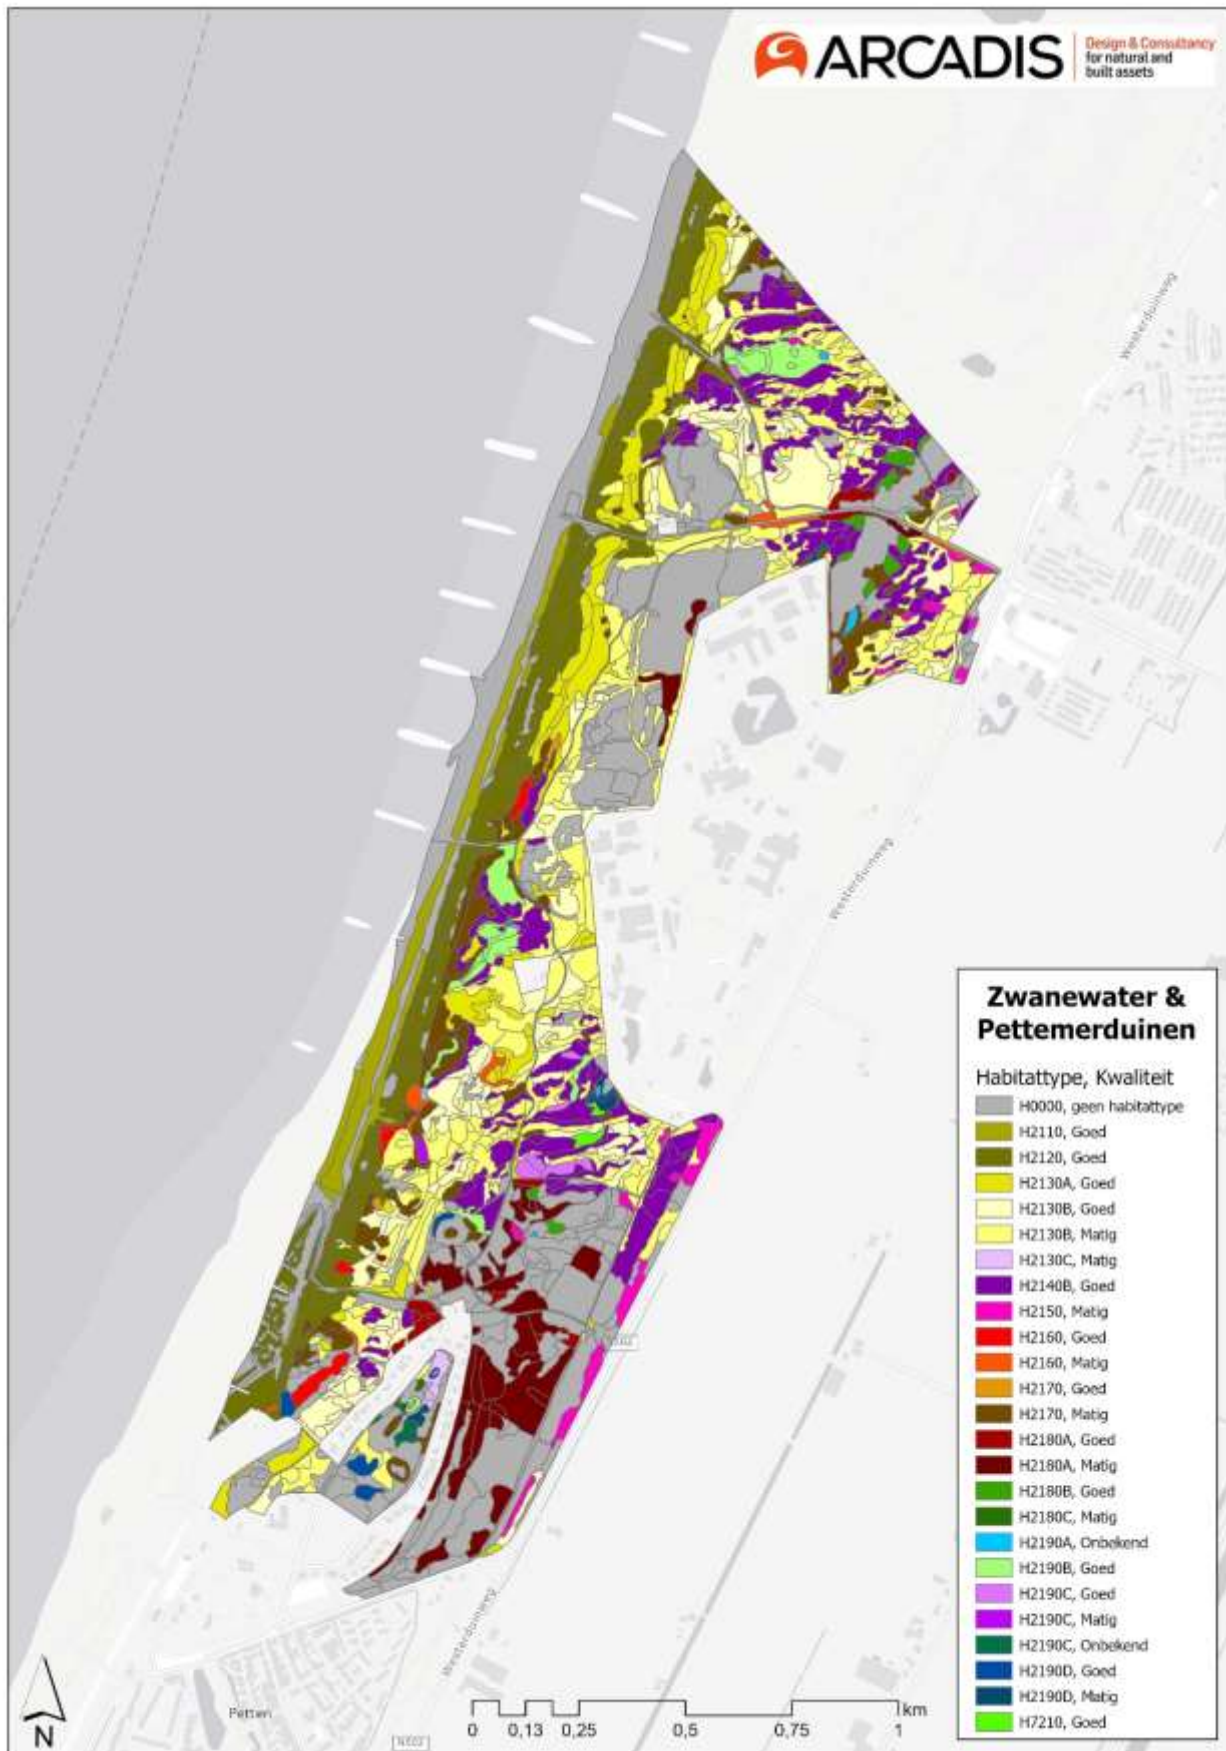 ARCADIS
Design & Consultancy
for natural and
built assets
Westerduinweg
Westerduinweg
Zwanewater &
Pettemerduinen
Habitattype, Kwaliteit
H0000, geen habitattype
H2110, Goed
H2120, Goed
H2130A, Goed
H2130B, Goed
H2130B, Matig
H2130C, Matig
H2140B, Goed
H2150, Matig
H2160, Goed
H2160, Matig
H2170, Goed
H2170, Matig
H2180A, Goed
H2180A, Matig
H2180B, Goed
H2180C, Matig
H2190A, Onbekend
H2190B, Goed
H2190C, Goed
H2190C, Matig
H2190C, Onbekend
H2190D, Goed
H2190D, Matig
H7210, Goed
Westerduinweg
Petten
N
km
0 0,13 0,25 0,5 0,75 1